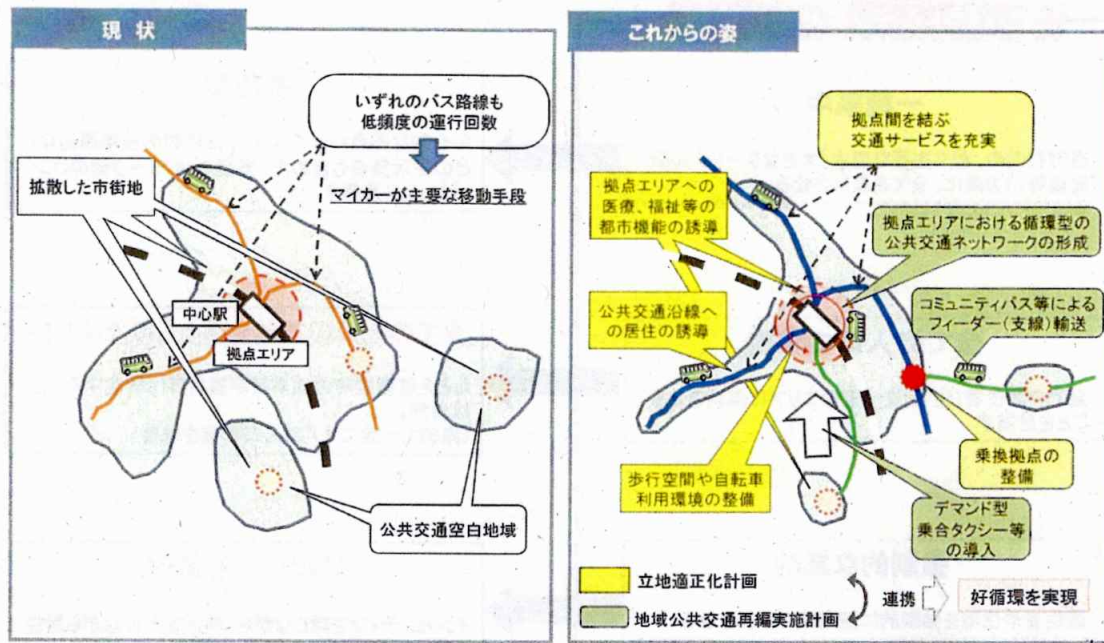 現 状
いずれのバス路線も
低頻度の運行回数
拡散した市街地
マイカーが主要な移動手段
中心駅
拠点エリア
公共交通空白地域
これからの姿
拠点間を結ぶ
交通サービスを充実
拠点エリアへの
医療、福祉等の
都市機能の誘導
拠点エリアにおける循環型の
公共交通ネットワークの形成
公共交通沿線へ
の居住の誘導
コミュニティバス等による
フィーダー(支線)輸送
歩行空間や自転車
利用環境の整備
乗換拠点の
整備
デマンド型
乗合タクシー等
の導入
立地適正化計画
連携
好循環を実現
地域公共交通再編実施計画